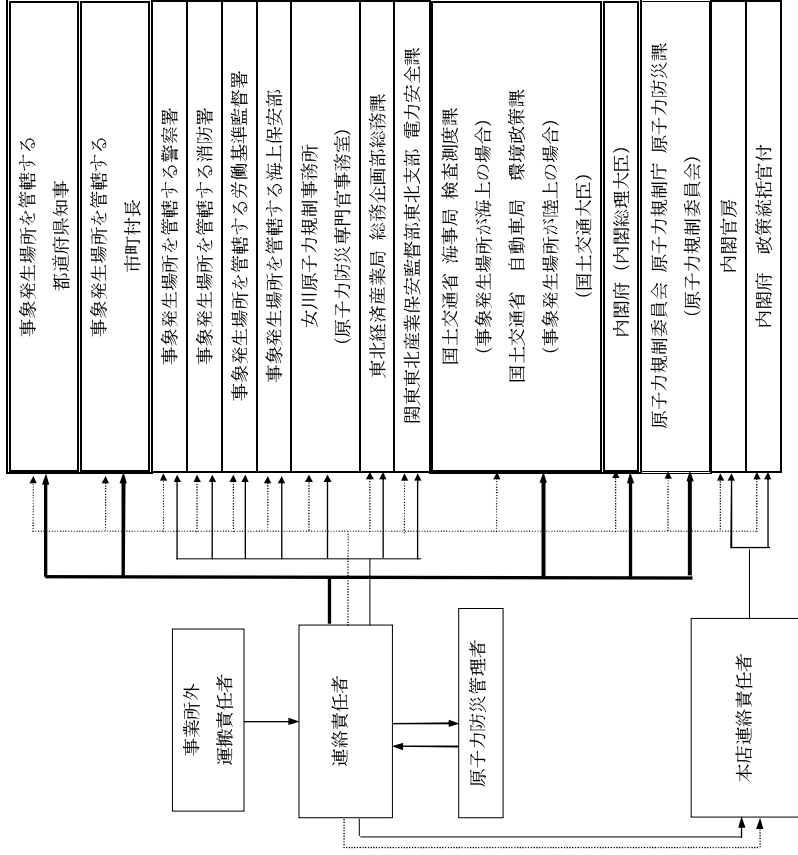 事象発生場所を管轄する
都道府県知事
事象発生場所を管轄する
市町村長
事象発生場所を管轄する警察署
事象発生場所を管轄する消防署
事象発生場所を管轄する労働基準監督署
事象発生場所を管轄する海上保安部
女川原子力規制事務所
(原子力防災専門官事務室)
東北経済産業局 総務企画部総務課
関東東北産業保安監督部東北支部 電力安全課
国土交通省 海事局 検査測度課
(事象発生場所が海上の場合)
国土交通省 自動車局 環境政策課
(事象発生場所が陸上の場合)
(国土交通大臣)
内閣府 (内閣総理大臣)
原子力規制委員会 原子力規制庁 原子力防災課
(原子力規制委員会)
内閣官房
内閣府 政策統括官付
事業所外
運搬責任者
連絡責任者
原子力防災管理者
本店連絡責任者